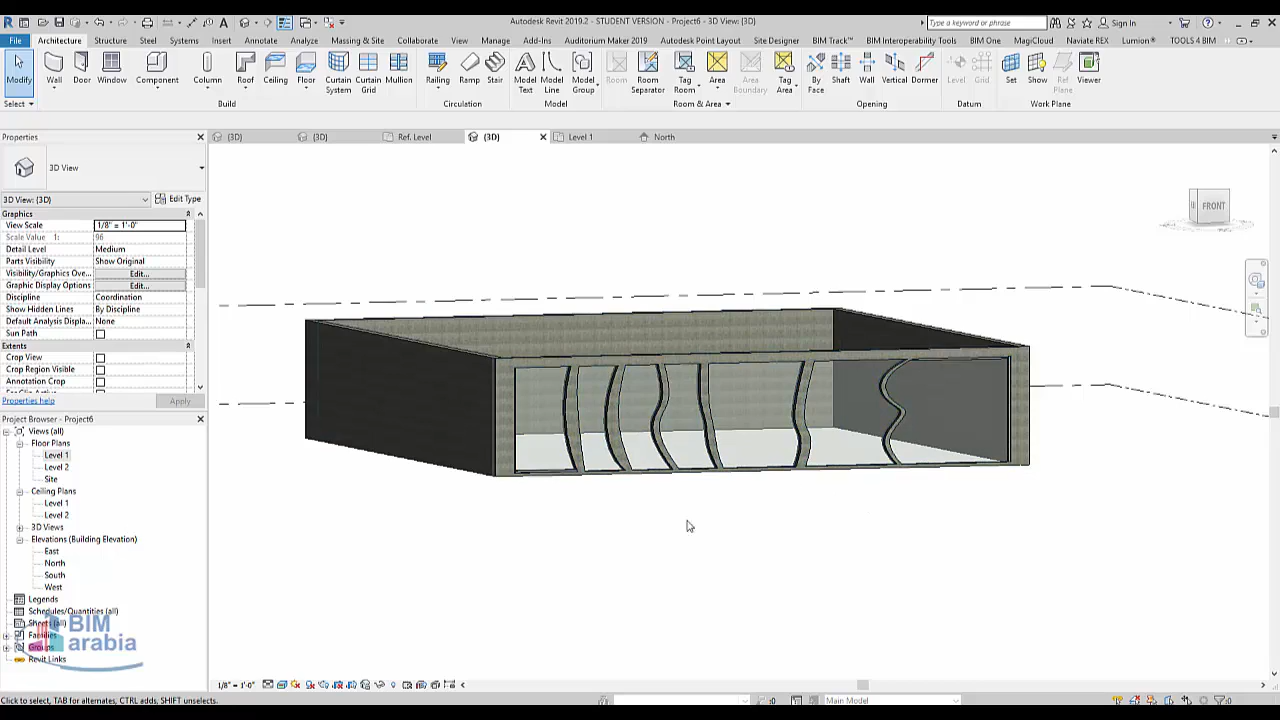 Autodesk Revit 2019.2 - STUDENT VERSION - Project6 - 3D View: {3D}
Type a keyword or phrase
Sign In
File Architecture Structure Steel Systems Insert Annotate Analyze Massing & Site Collaborate View Manage Add-Ins Auditorium Maker 2019 Autodesk Point Layout Site Designer BIM Track™ BIM Interoperability Tools BIM One MagiCloud Naviate REX Lumion® TOOLS 4 BIM
Modify Wall Door Window Component Column Roof Ceiling Floor Curtain System Curtain Grid Mullion Railing Ramp Stair Model Text Model Line Model Group Room Room Separator Tag Room Area Area Boundary Tag Area By Face Shaft Wall Vertical Dormer Level Grid Set Show Ref Plane Viewer
Select Build Circulation Model Room & Area Opening Datum Work Plane
Properties
{3D} {3D} Ref. Level {3D} Level 1 North
3D View
3D View: {3D} Edit Type
Graphics
View Scale 1/8" = 1'-0"
Scale Value 1: 96
Detail Level Medium
Parts Visibility Show Original
Visibility/Graphics Ove... Edit...
Graphic Display Options Edit...
Discipline Coordination
Show Hidden Lines By Discipline
Default Analysis Displa... None
Sun Path
Extents
Crop View
Crop Region Visible
Annotation Crop
Properties help Apply
Project Browser - Project6
Views (all)
Floor Plans
Level 1
Level 2
Site
Ceiling Plans
Level 1
Level 2
3D Views
Elevations (Building Elevation)
East
North
South
West
Legends
Schedules/Quantities (all)
Sheets (all)
Families
Groups
Revit Links
BIM
arabia
FRONT
1/8" = 1'-0"
Click to select, TAB for alternates, CTRL adds, SHIFT unselects.
:0
Main Model
:0